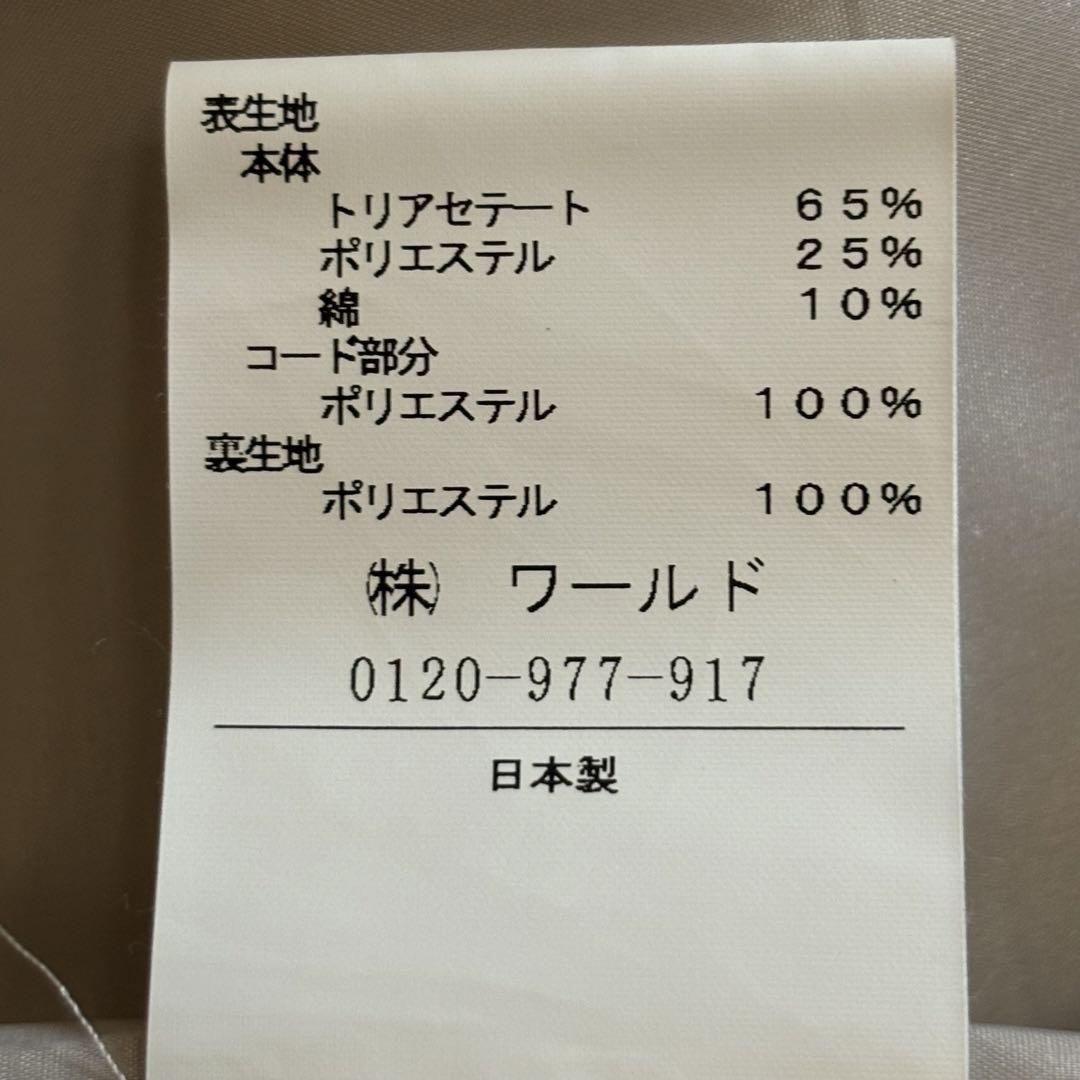 表生地
本体
トリアセテート 65%
ポリエステル 25%
綿 10%
コード部分
ポリエステル 100%
裏生地
ポリエステル 100%
㈱ ワールド
0120-977-917
日本製